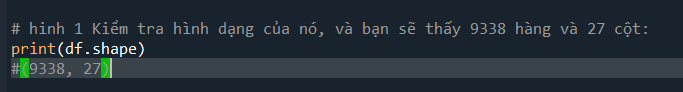 # hinh 1 Kiểm tra hình dạng của nó, và bạn sẽ thấy 9338 hàng và 27 cột:
print(df.shape)
#(9338, 27)